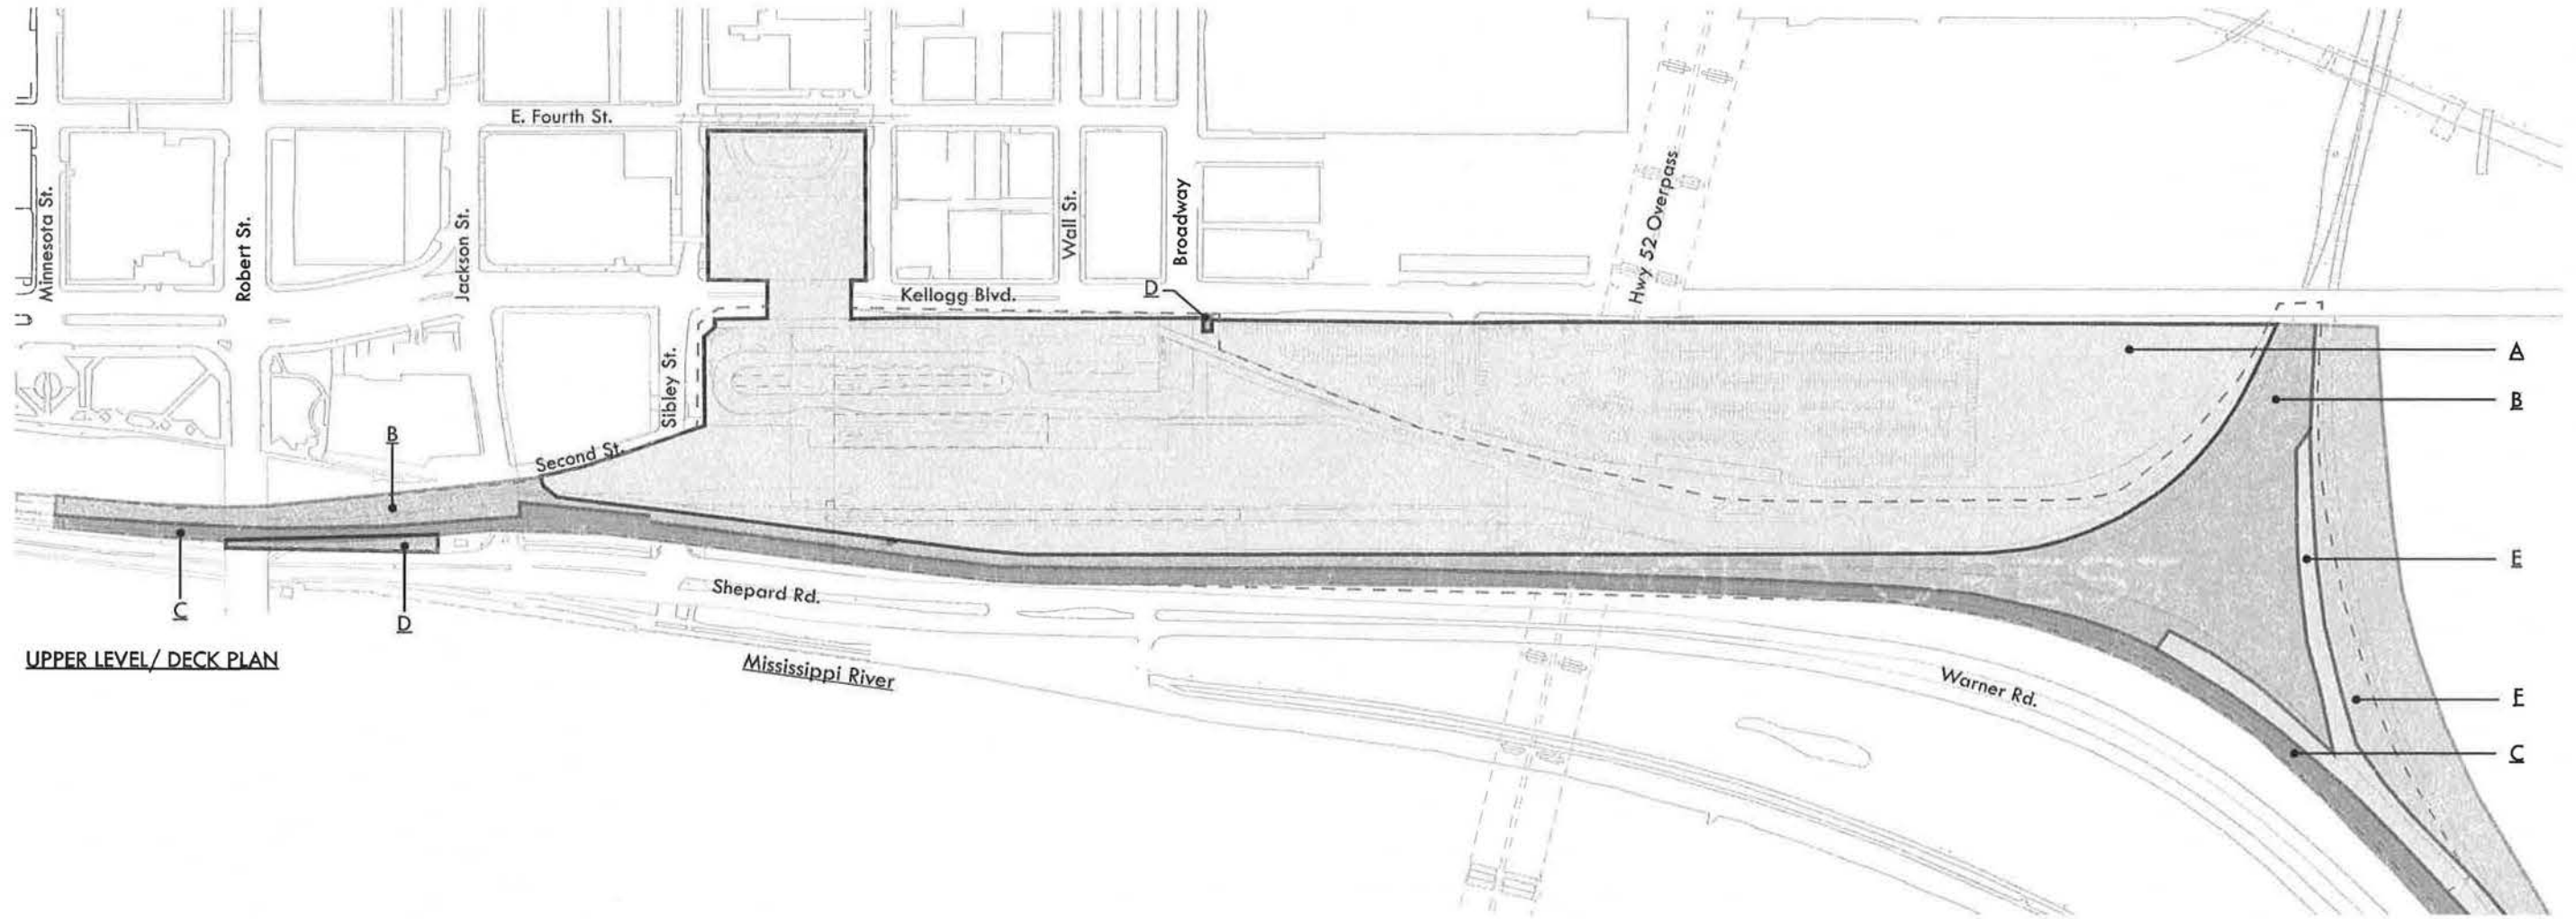 E. Fourth St.
Minnesota St.
Robert St.
Jackson St.
Wall St.
Broadway
Hwy 52 Overpass
Kellogg Blvd.
D
A
Sibley St.
B
B
Second St.
C
D
E
Shepard Rd.
UPPER LEVEL/ DECK PLAN
Mississippi River
Warner Rd.
F
C